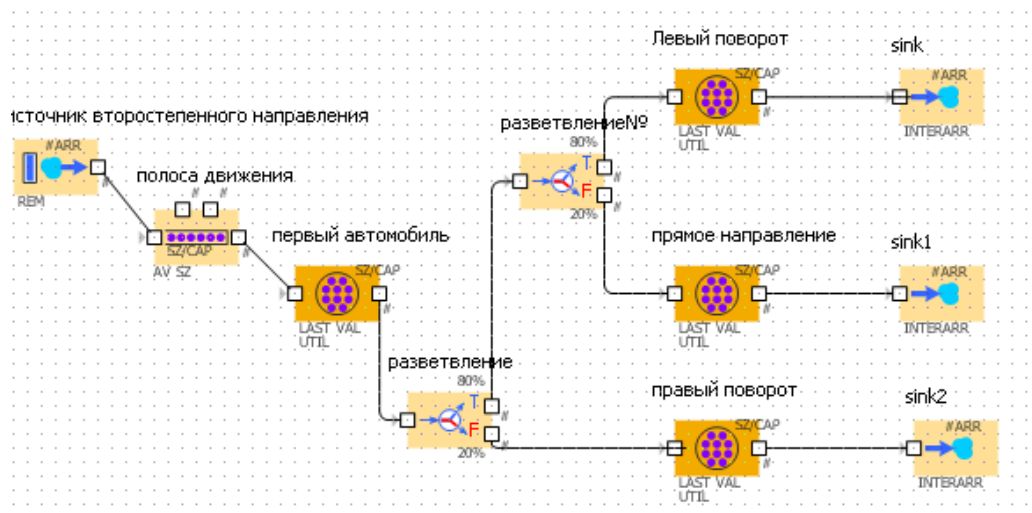 Левый поворот
sink
SZ/CAP
#ARR
LAST VAL
UTIL
INTERARR
источник второстепенного направления
#ARR
REM
разветвление№
80%
T
F
20%
полоса движения
SZ/CAP
AV SZ
первый автомобиль
SZ/CAP
LAST VAL
UTIL
прямое направление
sink1
SZ/CAP
#ARR
LAST VAL
UTIL
INTERARR
разветвление
80%
T
F
20%
правый поворот
sink2
SZ/CAP
#ARR
LAST VAL
UTIL
INTERARR